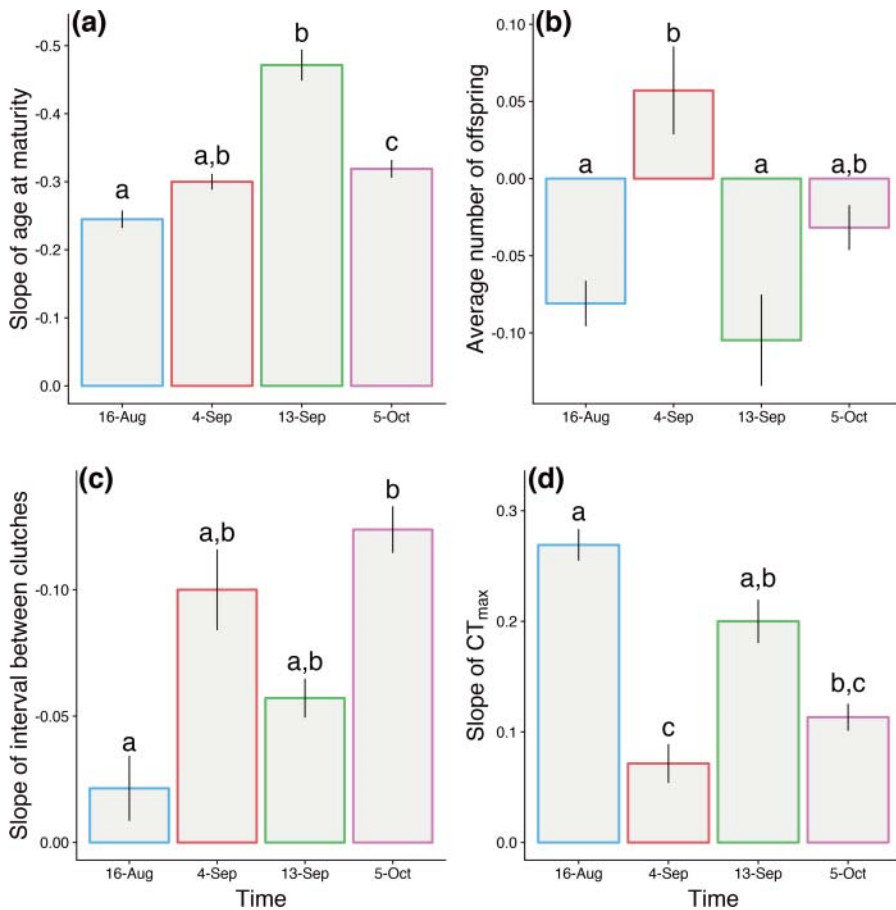 (a)
Slope of age at maturity
-0.5
-0.4
-0.3
-0.2
-0.1
0.0
a
a,b
b
c
16-Aug 4-Sep 13-Sep 5-Oct
(b)
Average number of offspring
0.10
0.05
0.00
-0.05
-0.10
a
b
a
a,b
16-Aug 4-Sep 13-Sep 5-Oct
(c)
Slope of interval between clutches
-0.10
-0.05
0.00
a
a,b
a,b
b
16-Aug 4-Sep 13-Sep 5-Oct
Time
(d)
Slope of CTmax
0.3
0.2
0.1
0.0
a
c
a,b
b,c
16-Aug 4-Sep 13-Sep 5-Oct
Time